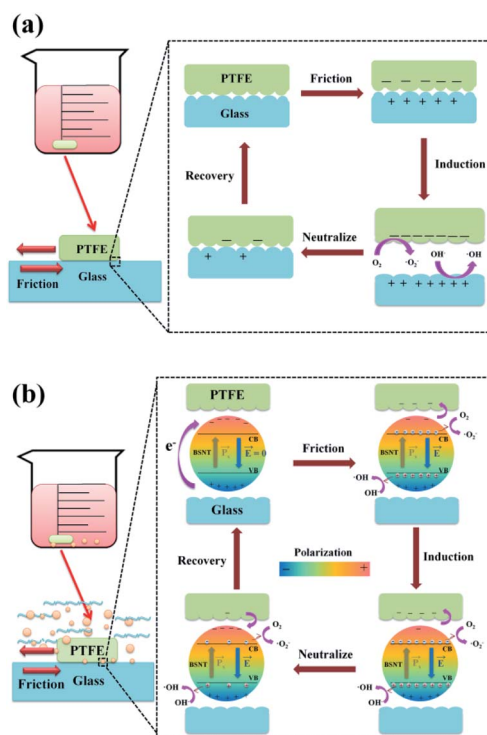 (a)
PTFE
Friction
Glass
PTFE
Glass
Friction
− − − − −
+ + + + +
Induction
Recovery
Neutralize
− −
+ +
− − − − − −
O₂ ·O₂⁻ OH⁻ ·OH
+ + + + + +
(b)
PTFE
Friction
Glass
PTFE
e⁻
CB
BSNT Pₛ E = 0
VB
Glass
Friction
O₂
·O₂⁻
CB
BSNT E
VB
·OH
OH⁻
Recovery
Polarization
− +
Induction
O₂
·O₂⁻
CB
BSNT E
VB
·OH
OH⁻
Neutralize
O₂
·O₂⁻
CB
BSNT E
VB
·OH
OH⁻